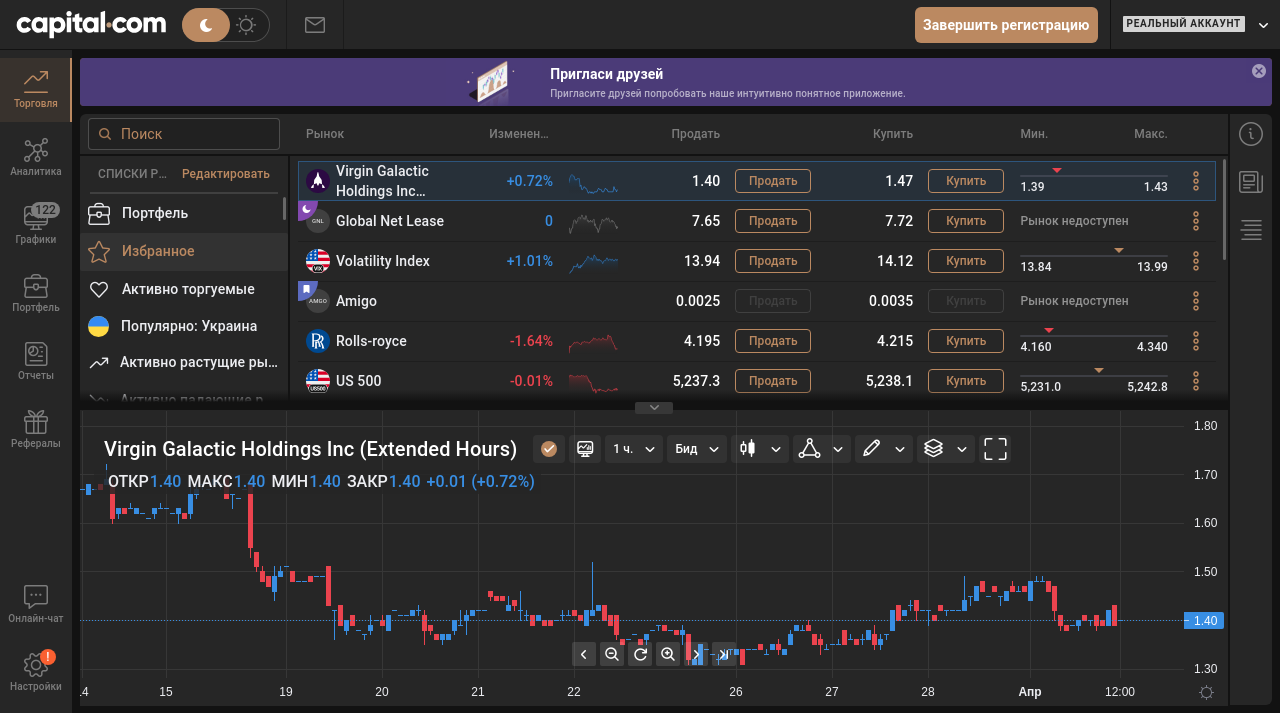 capital.com
Завершить регистрацию
РЕАЛЬНЫЙ АККАУНТ
Пригласи друзей
Пригласите друзей попробовать наше интуитивно понятное приложение.
Торговля
Аналитика
122
Графики
Портфель
Отчеты
Рефералы
Онлайн-чат
!
Настройки
Поиск
СПИСКИ Р... Редактировать
Портфель
Избранное
Активно торгуемые
Популярно: Украина
Активно растущие ры...
Рынок Изменен... Продать Купить Мин. Макс.
Virgin Galactic
Holdings Inc... +0.72% 1.40 Продать 1.47 Купить 1.39 1.43
GNL Global Net Lease 0 7.65 Продать 7.72 Купить Рынок недоступен
VIX Volatility Index +1.01% 13.94 Продать 14.12 Купить 13.84 13.99
AMGO Amigo 0.0025 Продать 0.0035 Купить Рынок недоступен
Rolls-royce -1.64% 4.195 Продать 4.215 Купить 4.160 4.340
US500 US 500 -0.01% 5,237.3 Продать 5,238.1 Купить 5,231.0 5,242.8
Virgin Galactic Holdings Inc (Extended Hours) 1 ч. Бид
ОТКР 1.40 МАКС 1.40 МИН 1.40 ЗАКР 1.40 +0.01 (+0.72%)
1.80
1.70
1.60
1.50
1.40
1.30
14 15 19 20 21 22 26 27 28 Апр 12:00